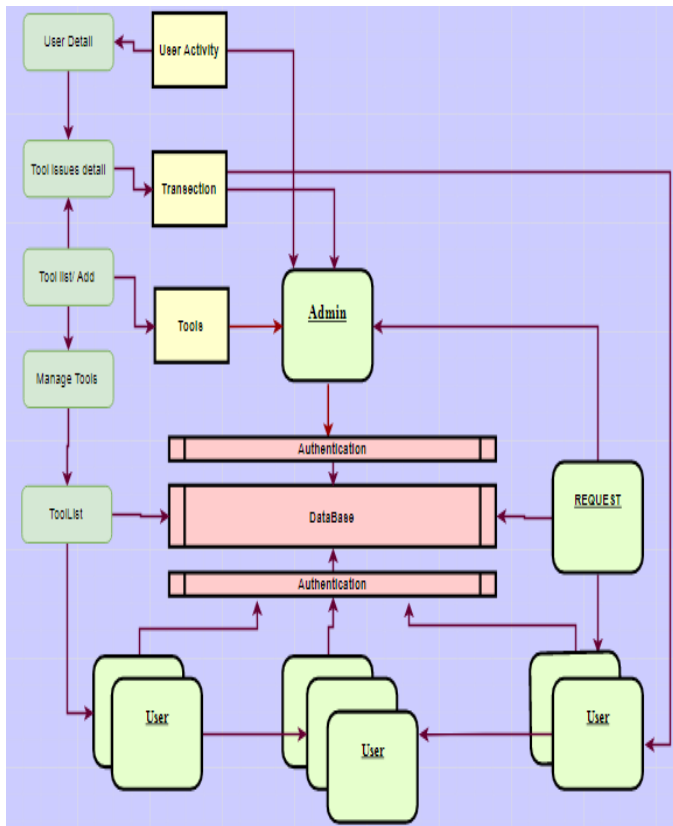 User Detail
User Activity
Tool issues detail
Transection
Tool list/ Add
Tools
Admin
Manage Tools
Authentication
REQUEST
ToolList
DataBase
Authentication
User
User
User